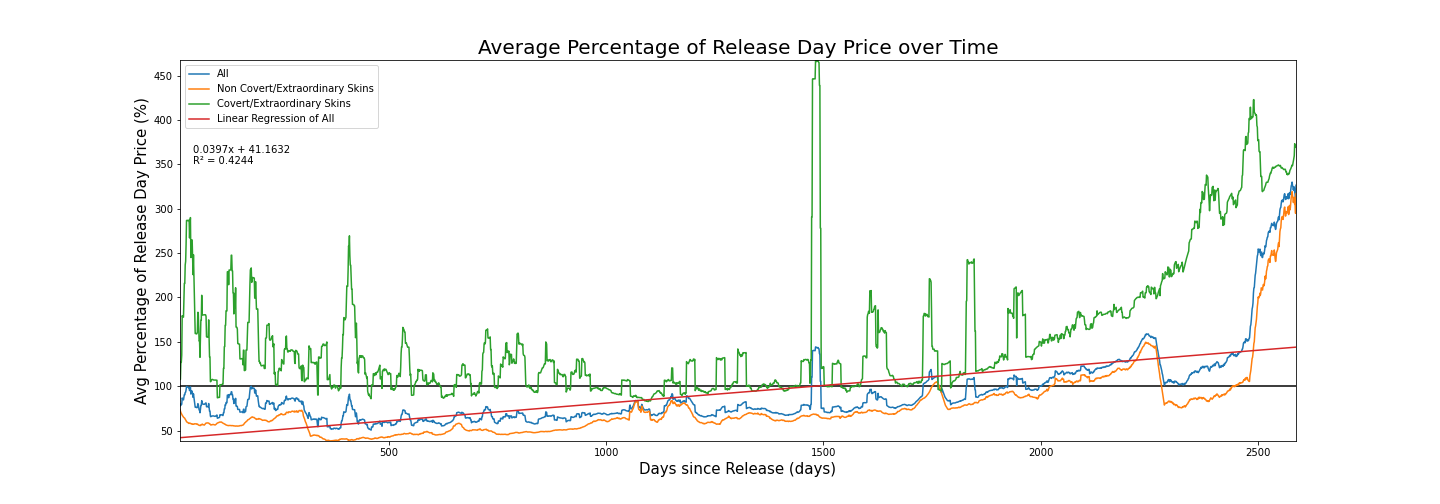 Average Percentage of Release Day Price over Time
All
Non Covert/Extraordinary Skins
Covert/Extraordinary Skins
Linear Regression of All
0.0397x + 41.1632
R² = 0.4244
Avg Percentage of Release Day Price (%)
450
400
350
300
250
200
150
100
50
500
1000
1500
2000
2500
Days since Release (days)